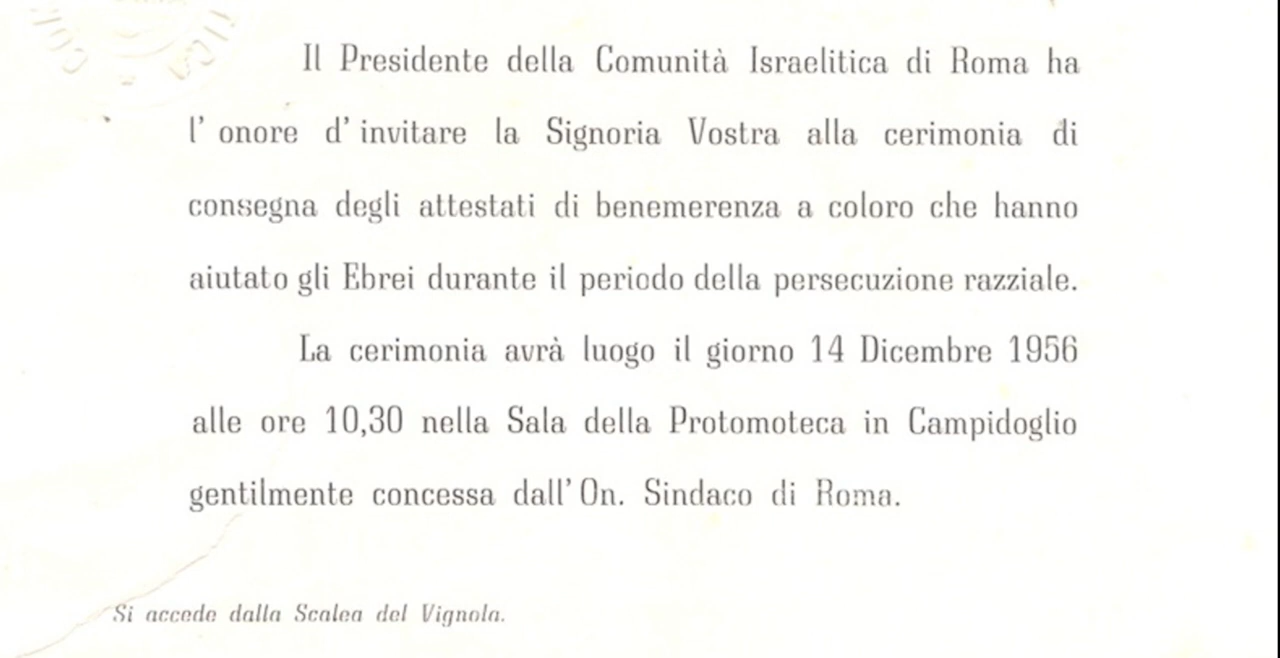 Il Presidente della Comunità Israelitica di Roma ha
l' onore d' invitare la Signoria Vostra alla cerimonia di
consegna degli attestati di benemerenza a coloro che hanno
aiutato gli Ebrei durante il periodo della persecuzione razziale.
La cerimonia avrà luogo il giorno 14 Dicembre 1956
alle ore 10,30 nella Sala della Protomoteca in Campidoglio
gentilmente concessa dall' On. Sindaco di Roma.
Si accede dalla Scalea del Vignola.